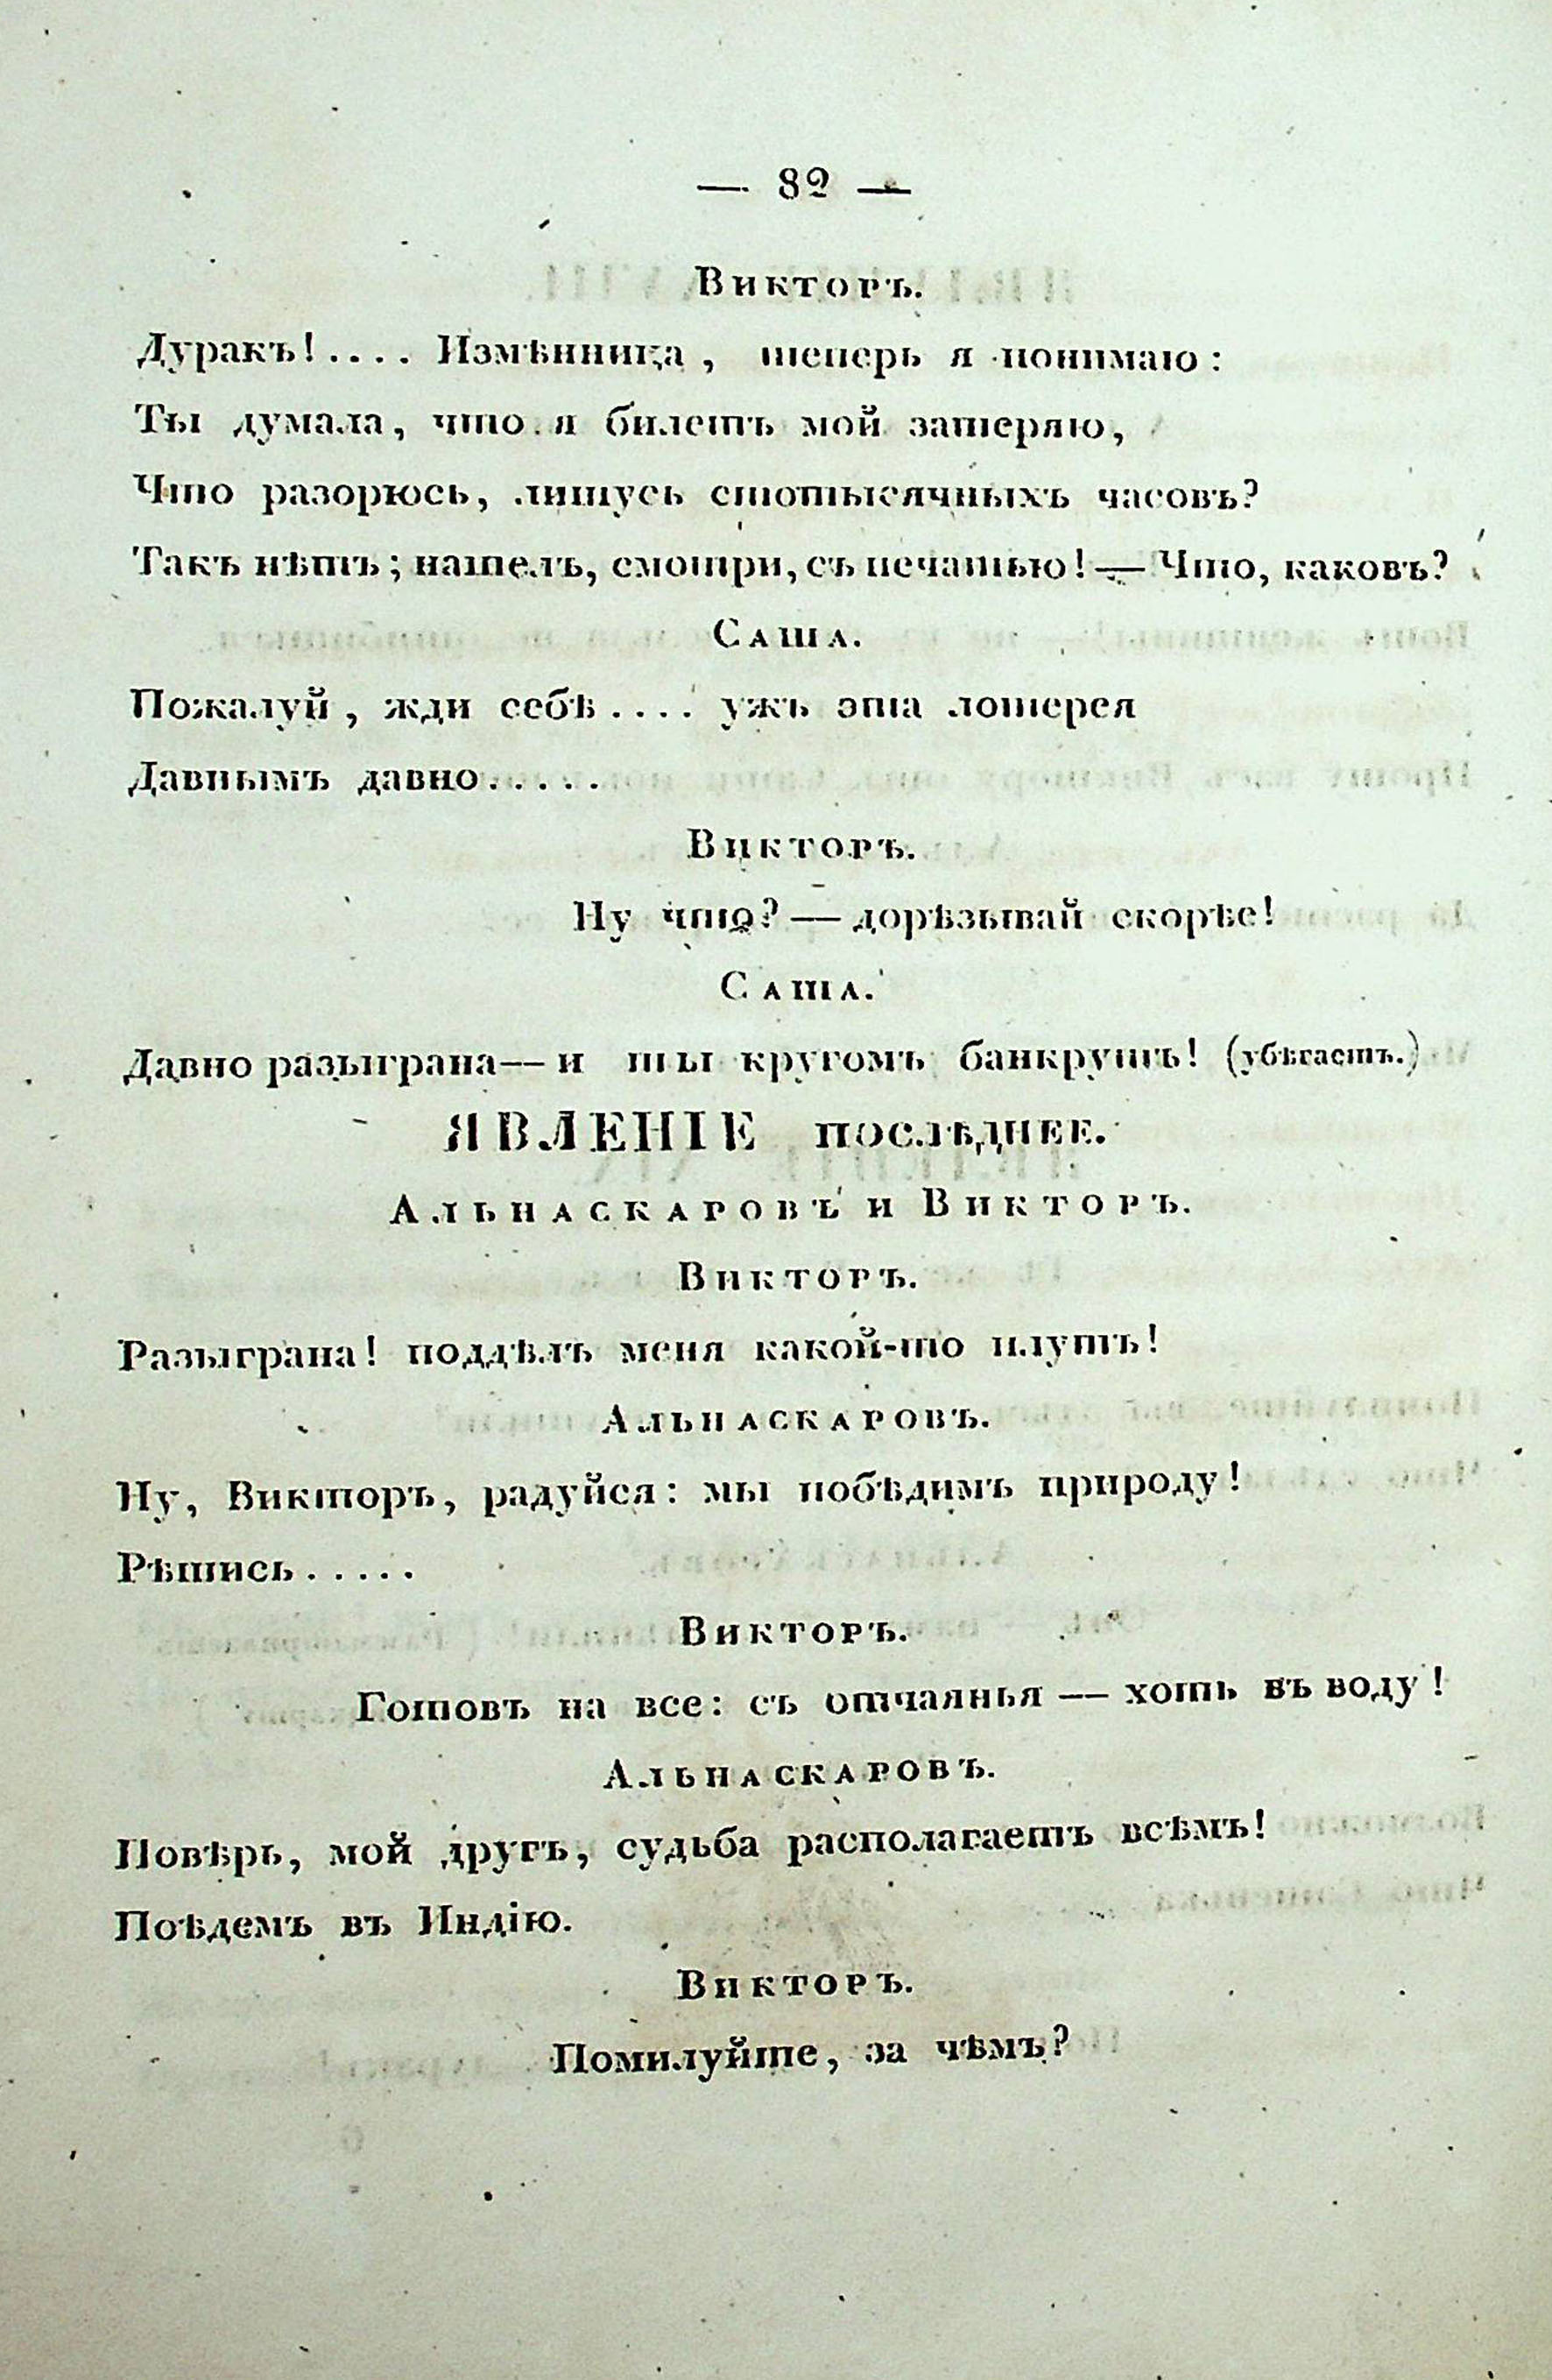 — 82 —
Викторъ.
Дуракъ!.... Измѣнница, теперь я понимаю:
Ты думала, что я билетъ мой затеряю,
Что разорюсь, лишусь стотысячныхъ часовъ?
Такъ нѣтъ; нашелъ, смотри, съ печатью! — Что, каковъ?
Саша.
Пожалуй, жди себѣ.... ужъ эта лотерея
Давнымъ давно.....
Викторъ.
Ну что? — дорѣзывай скорѣе!
Саша.
Давно разыграна — и ты кругомъ банкрутъ! (убѣгаетъ.)
ЯВЛЕНІЕ ПОСЛѢДНЕЕ.
Альнаскаровъ и Викторъ.
Викторъ.
Разыграна! поддѣлъ меня какой-то плутъ!
Альнаскаровъ.
Ну, Викторъ, радуйся: мы побѣдимъ природу!
Рѣшись.....
Викторъ.
Готовъ на все: съ отчаянья — хоть въ воду!
Альнаскаровъ.
Повѣрь, мой другъ, судьба располагаетъ всѣмъ!
Поѣдемъ въ Индію.
Викторъ.
Помилуйте, за чѣмъ?